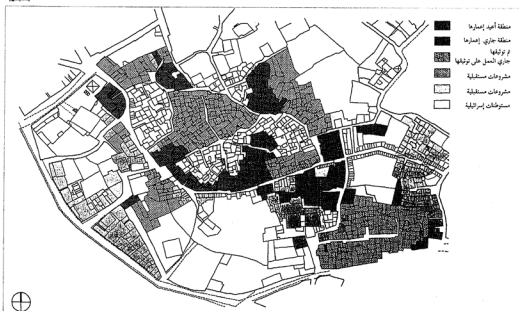 منطقة أعيد إعمارها
منطقة جاري إعمارها
تم توثيقها
جاري العمل على توثيقها
مشروعات مستقبلية
مشروعات مستقبلية
مستوطنات إسرائيلية